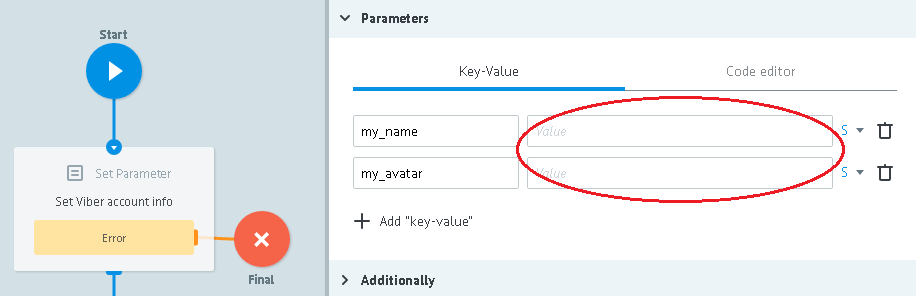 Start
Set Parameter
Set Viber account info
Error
Final
Parameters
Key-Value
Code editor
my_name
Value
S
my_avatar
Value
S
Add "key-value"
Additionally